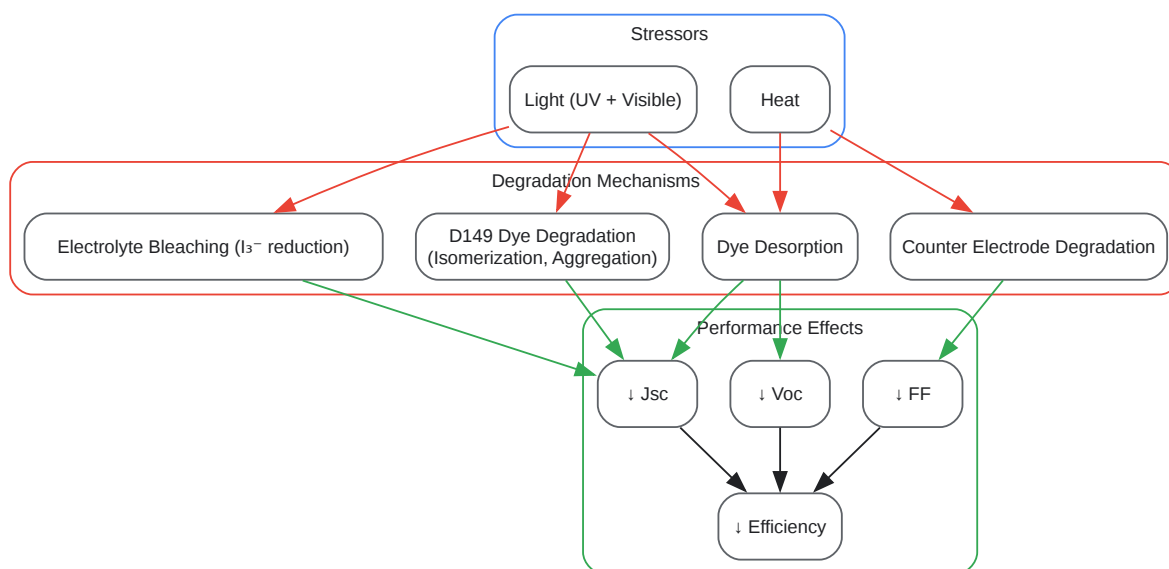 Stressors
Light (UV + Visible)
Heat
Degradation Mechanisms
Electrolyte Bleaching (I₃⁻ reduction)
D149 Dye Degradation
(Isomerization, Aggregation)
Dye Desorption
Counter Electrode Degradation
Performance Effects
↓ Jsc
↓ Voc
↓ FF
↓ Efficiency